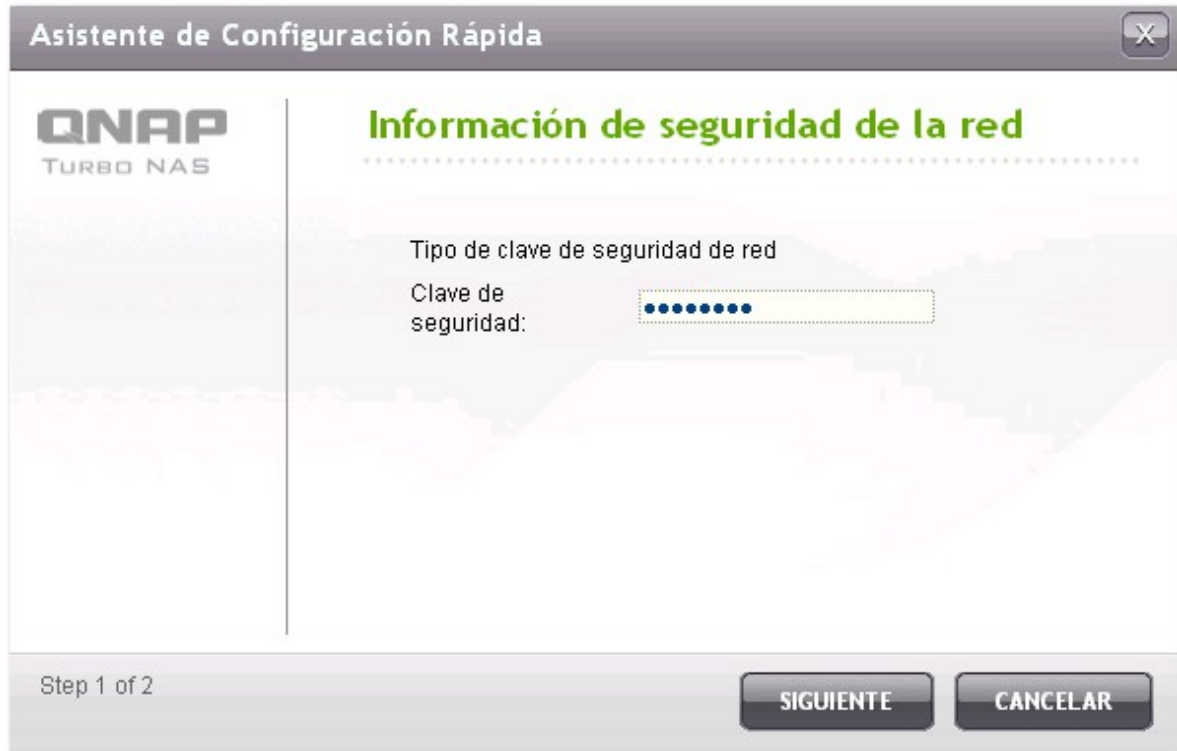 Asistente de Configuración Rápida
X
QNAP
TURBO NAS
Información de seguridad de la red
Tipo de clave de seguridad de red
Clave de
seguridad:
••••••••
Step 1 of 2
SIGUIENTE
CANCELAR